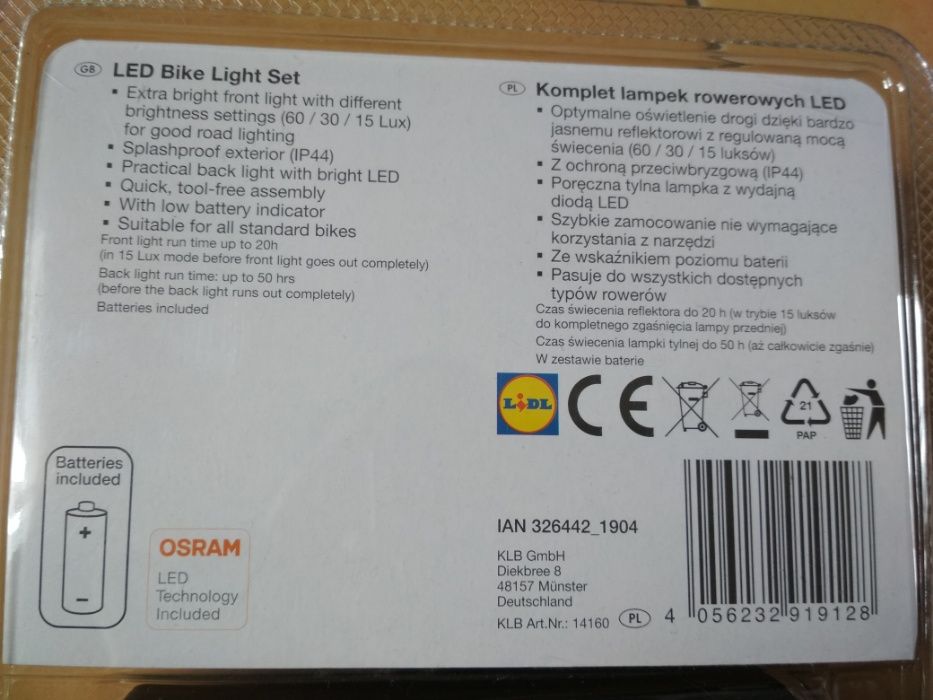 GB LED Bike Light Set
▪ Extra bright front light with different
brightness settings (60 / 30 / 15 Lux)
for good road lighting
▪ Splashproof exterior (IP44)
▪ Practical back light with bright LED
▪ Quick, tool-free assembly
▪ With low battery indicator
▪ Suitable for all standard bikes
Front light run time up to 20h
(in 15 Lux mode before front light goes out completely)
Back light run time: up to 50 hrs
(before the back light runs out completely)
Batteries included
PL Komplet lampek rowerowych LED
▪ Optymalne oświetlenie drogi dzięki bardzo
jasnemu reflektorowi z regulowaną mocą
świecenia (60 / 30 / 15 luksów)
▪ Z ochroną przeciwbryzgową (IP44)
▪ Poręczna tylna lampka z wydajną
diodą LED
▪ Szybkie zamocowanie nie wymagające
korzystania z narzędzi
▪ Ze wskaźnikiem poziomu baterii
▪ Pasuje do wszystkich dostępnych
typów rowerów
Czas świecenia reflektora do 20 h (w trybie 15 luksów
do kompletnego zgaśnięcia lampy przedniej)
Czas świecenia lampki tylnej do 50 h (aż całkowicie zgaśnie)
W zestawie baterie
LIDL CE 21
PAP
Batteries
included
+
–
OSRAM
LED
Technology
Included
IAN 326442_1904
KLB GmbH
Diekbree 8
48157 Münster
Deutschland
KLB Art.Nr.: 14160 PL
4 056232 919128